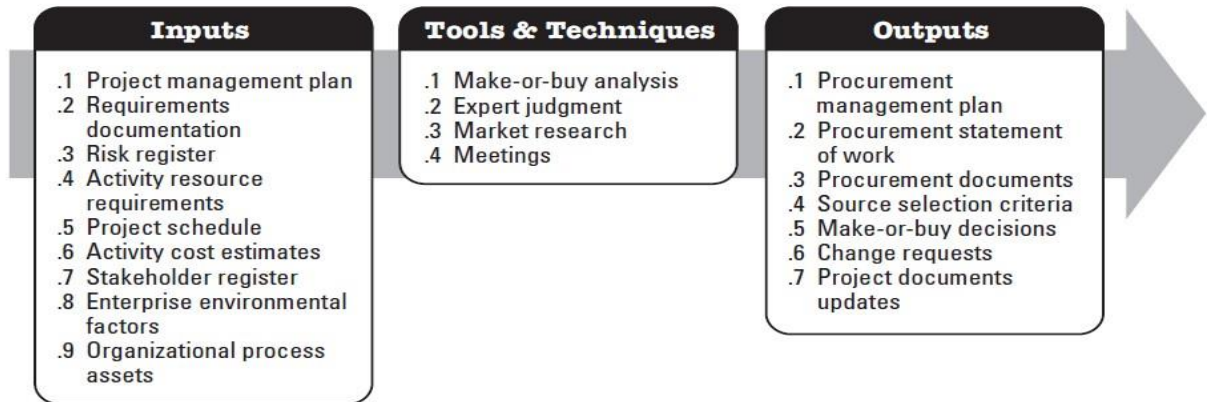 Inputs
.1 Project management plan
.2 Requirements
documentation
.3 Risk register
.4 Activity resource
requirements
.5 Project schedule
.6 Activity cost estimates
.7 Stakeholder register
.8 Enterprise environmental
factors
.9 Organizational process
assets
Tools & Techniques
.1 Make-or-buy analysis
.2 Expert judgment
.3 Market research
.4 Meetings
Outputs
.1 Procurement
management plan
.2 Procurement statement
of work
.3 Procurement documents
.4 Source selection criteria
.5 Make-or-buy decisions
.6 Change requests
.7 Project documents
updates